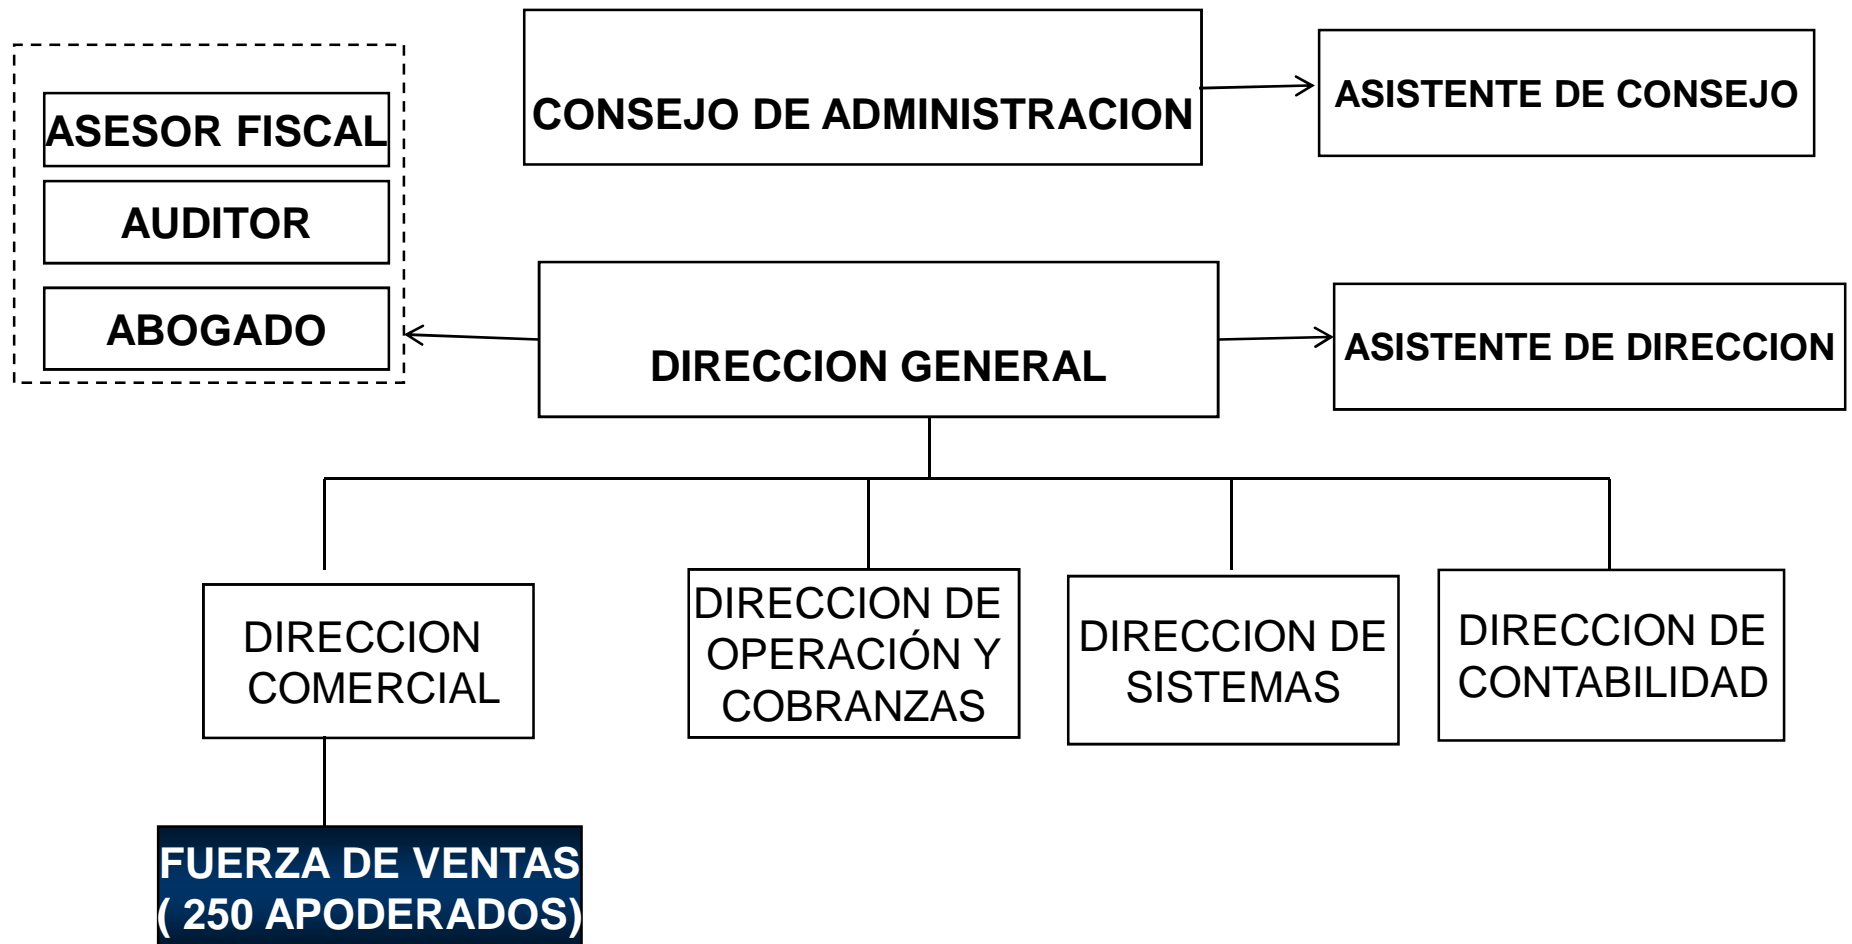 CONSEJO DE ADMINISTRACION
ASISTENTE DE CONSEJO
ASESOR FISCAL
AUDITOR
ABOGADO
DIRECCION GENERAL
ASISTENTE DE DIRECCION
DIRECCION
COMERCIAL
DIRECCION DE
OPERACIÓN Y
COBRANZAS
DIRECCION DE
SISTEMAS
DIRECCION DE
CONTABILIDAD
FUERZA DE VENTAS
( 250 APODERADOS)